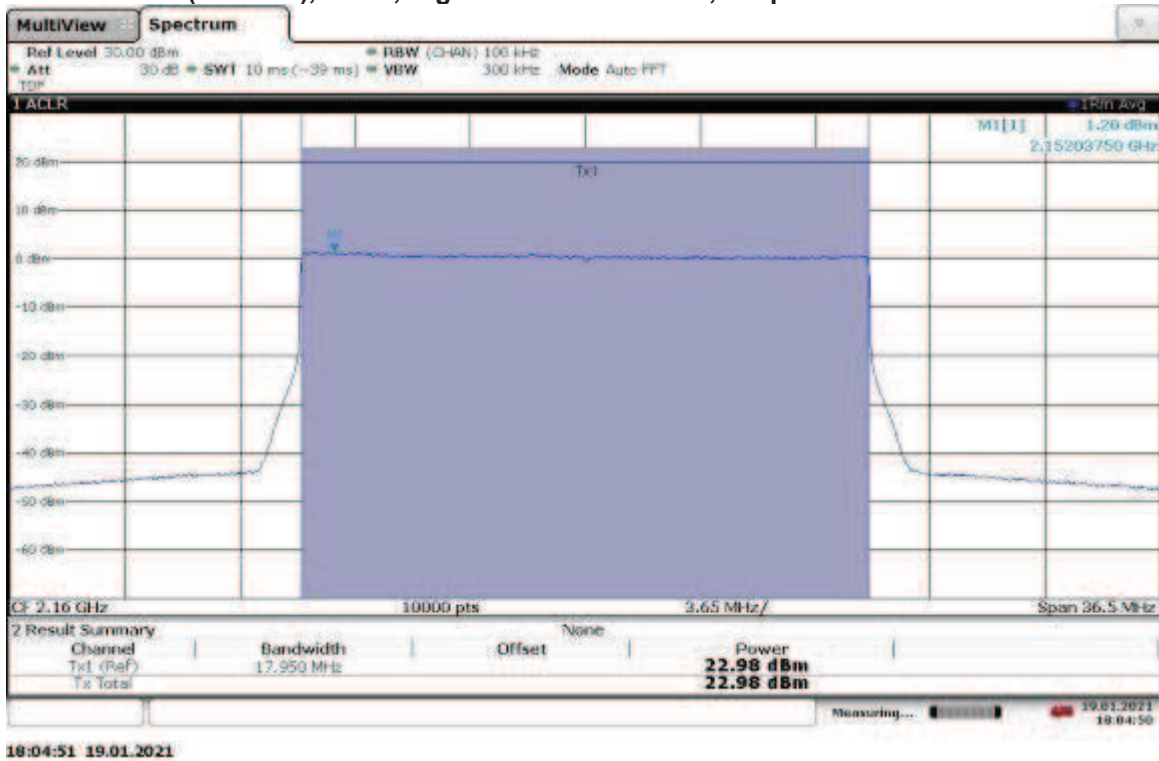 MultiView Spectrum
Ref Level 30.00 dBm RBW (CHAN) 100 kHz
Att 30 dB SWT 10 ms (~39 ms) VBW 300 kHz Mode Auto FFT
TDF
1 ACLR 1Rm Avg
M1[1] 1.20 dBm
2.15203750 GHz
20 dBm
Tx1
10 dBm
M1
0 dBm
-10 dBm
-20 dBm
-30 dBm
-40 dBm
-50 dBm
-60 dBm
CF 2.16 GHz 10000 pts 3.65 MHz/ Span 36.5 MHz
2 Result Summary None
Channel Bandwidth Offset Power
Tx1 (Ref) 17.950 MHz 22.98 dBm
Tx Total 22.98 dBm
Measuring... 19.01.2021
18:04:50
18:04:51 19.01.2021